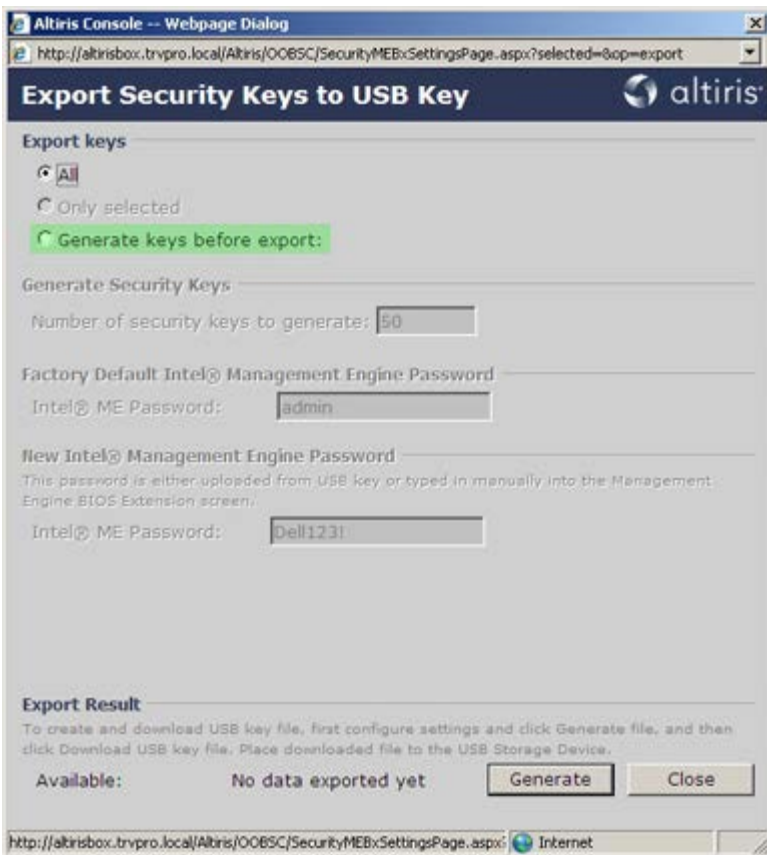 Altiris Console -- Webpage Dialog
http://altirisbox.trvpro.local/Altiris/OOBSC/SecurityMEBxSettingsPage.aspx?selected=&op=export
Export Security Keys to USB Key
altiris
Export keys
All
Only selected
Generate keys before export:
Generate Security Keys
Number of security keys to generate: 50
Factory Default Intel® Management Engine Password
Intel® ME Password: admin
New Intel® Management Engine Password
This password is either uploaded from USB key or typed in manually into the Management
Engine BIOS Extension screen.
Intel® ME Password: Dell123!
Export Result
To create and download USB key file, first configure settings and click Generate file, and then
click Download USB key file. Place downloaded file to the USB Storage Device.
Available: No data exported yet Generate Close
http://altirisbox.trvpro.local/Altiris/OOBSC/SecurityMEBxSettingsPage.aspx? Internet